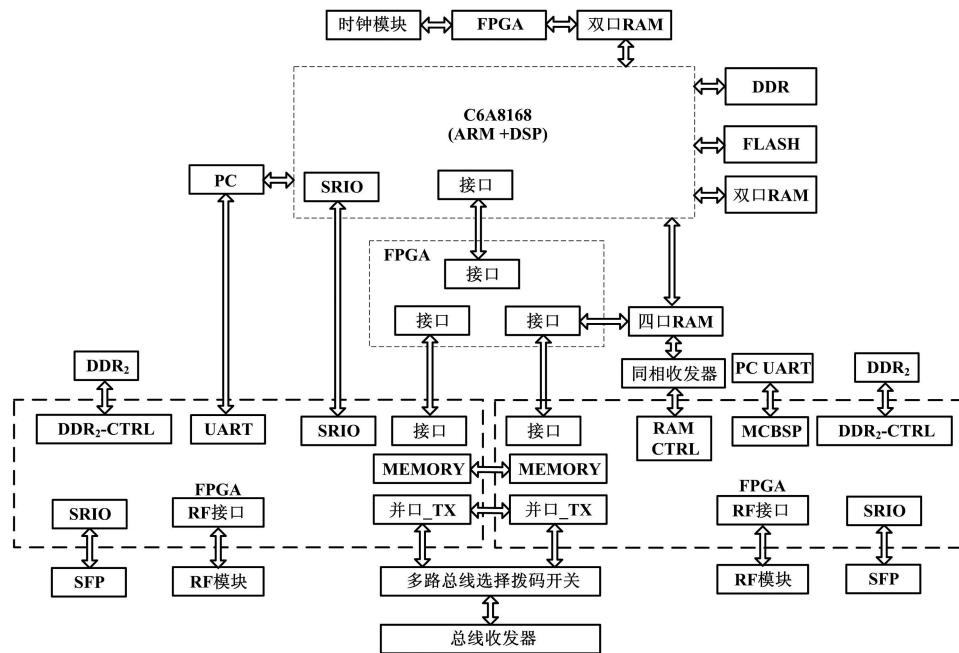 时钟模块
FPGA
双口RAM
C6A8168
(ARM +DSP)
DDR
FLASH
双口RAM
PC
SRIO
接口
FPGA
接口
接口
接口
四口RAM
同相收发器
PC UART
DDR₂
DDR₂
DDR₂-CTRL
UART
SRIO
接口
接口
RAM
CTRL
MCBSP
DDR₂-CTRL
MEMORY
MEMORY
FPGA
FPGA
SRIO
RF接口
并口_TX
并口_TX
RF接口
SRIO
SFP
RF模块
多路总线选择拨码开关
RF模块
SFP
总线收发器